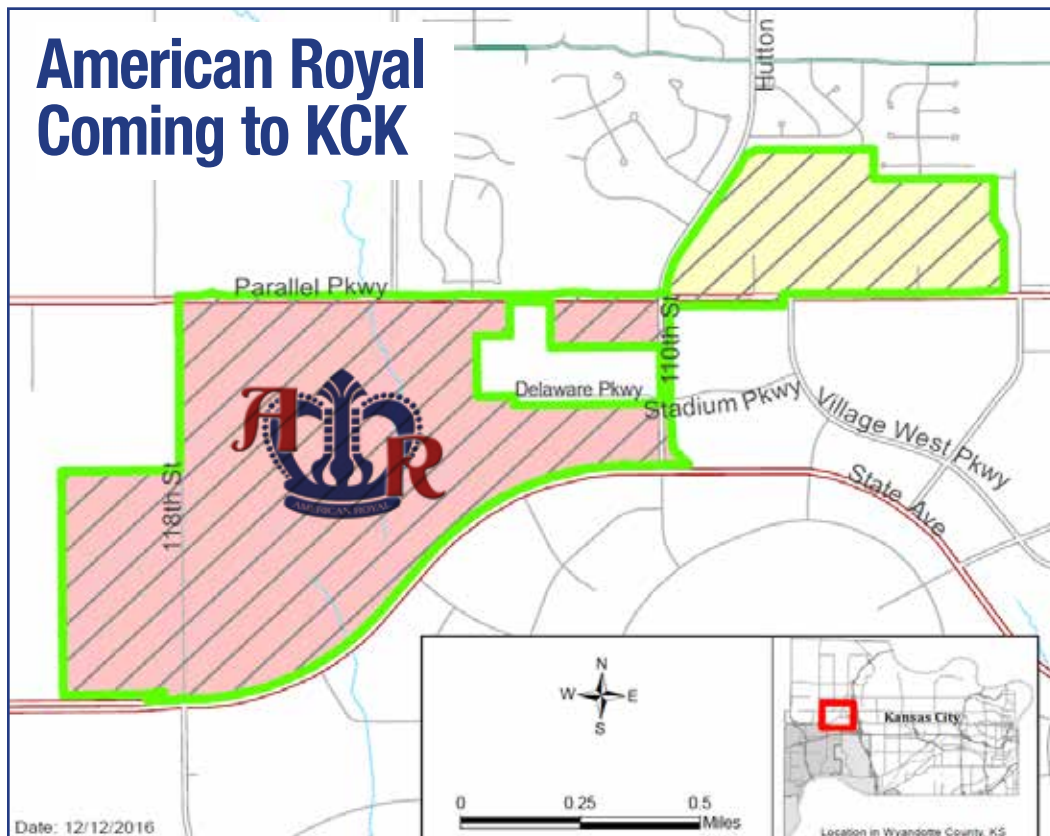 American Royal
Coming to KCK
Hutton
Parallel Pkwy
110th St
Delaware Pkwy
Stadium Pkwy
Village West Pkwy
State Ave
118th St
A R
AMERICAN ROYAL
N
W E
S
0 0.25 0.5
Miles
Kansas City
Location in Wyandotte County, KS
Date: 12/12/2016